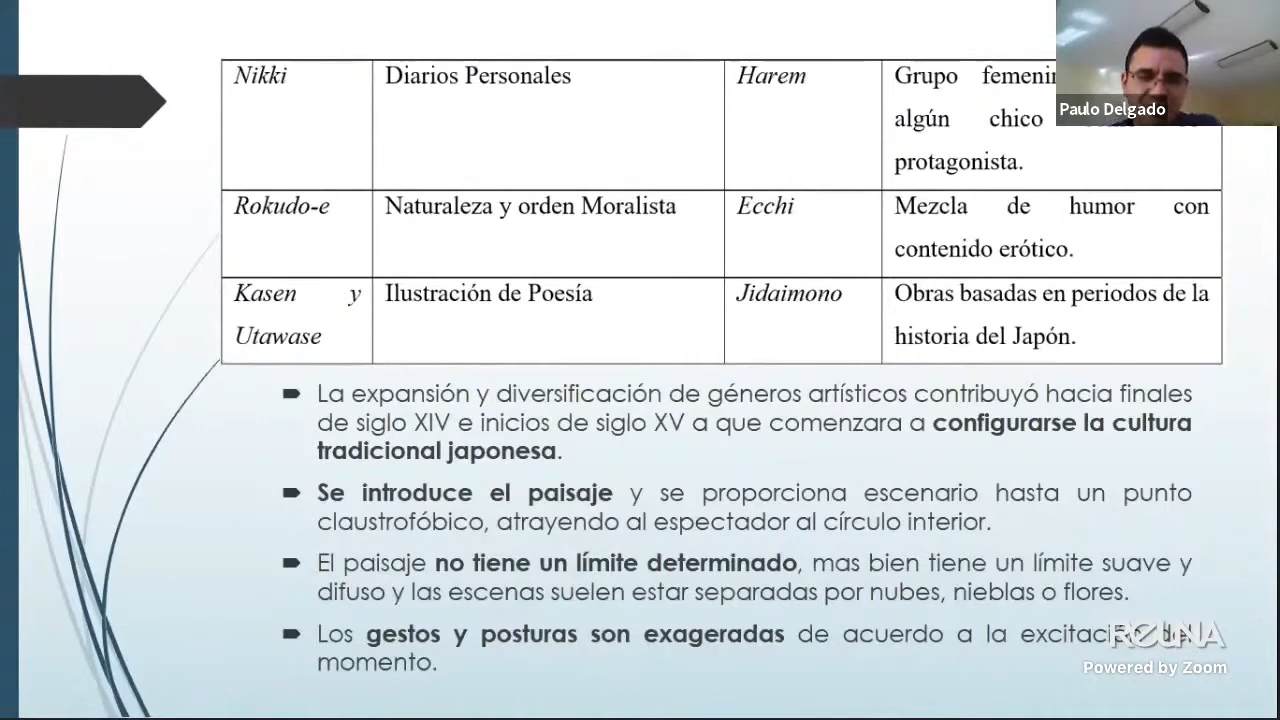 Nikki
Diarios Personales
Harem
Grupo
algún chico
protagonista.
Paulo Delgado
Rokudo-e
Naturaleza y orden Moralista
Ecchi
Mezcla de humor con
contenido erótico.
Kasen y
Utawase
Ilustración de Poesía
Jidaimono
Obras basadas en periodos de la
historia del Japón.
La expansión y diversificación de géneros artísticos contribuyó hacia finales
de siglo XIV e inicios de siglo XV a que comenzara a configurarse la cultura
tradicional japonesa.
Se introduce el paisaje y se proporciona escenario hasta un punto
claustrofóbico, atrayendo al espectador al círculo interior.
El paisaje no tiene un límite determinado, mas bien tiene un límite suave y
difuso y las escenas suelen estar separadas por nubes, nieblas o flores.
Los gestos y posturas son exageradas de acuerdo a la
momento.
Powered by Zoom